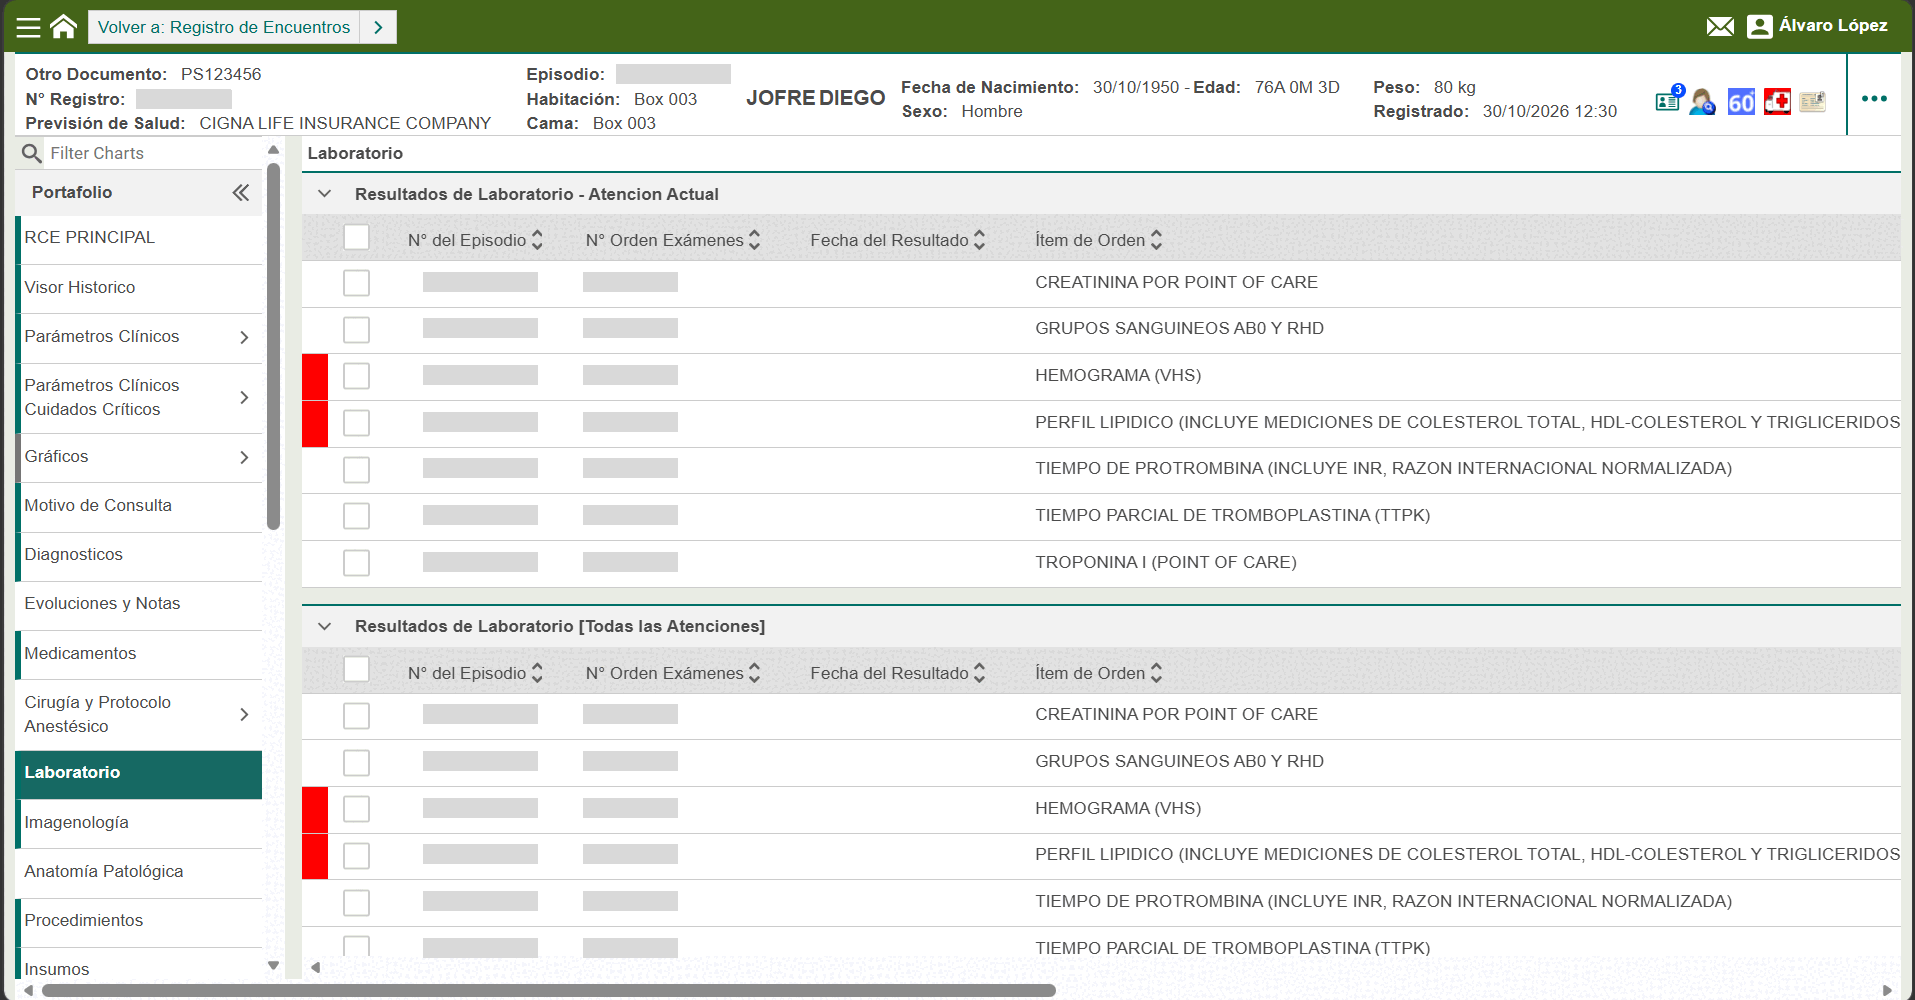 Volver a: Registro de Encuentros
Álvaro López
Otro Documento: PS123456
N° Registro:
Previsión de Salud: CIGNA LIFE INSURANCE COMPANY
Episodio:
Habitación: Box 003
Cama: Box 003
JOFRE DIEGO
Fecha de Nacimiento: 30/10/1950 - Edad: 76A 0M 3D
Sexo: Hombre
Peso: 80 kg
Registrado: 30/10/2026 12:30
3
60
Filter Charts
Portafolio
RCE PRINCIPAL
Visor Historico
Parámetros Clínicos
Parámetros Clínicos
Cuidados Críticos
Gráficos
Motivo de Consulta
Diagnosticos
Evoluciones y Notas
Medicamentos
Cirugía y Protocolo
Anestésico
Laboratorio
Imagenología
Anatomía Patológica
Procedimientos
Insumos
Laboratorio
Resultados de Laboratorio - Atencion Actual
N° del Episodio N° Orden Exámenes Fecha del Resultado Ítem de Orden
CREATININA POR POINT OF CARE
GRUPOS SANGUINEOS AB0 Y RHD
HEMOGRAMA (VHS)
PERFIL LIPIDICO (INCLUYE MEDICIONES DE COLESTEROL TOTAL, HDL-COLESTEROL Y TRIGLICERIDOS
TIEMPO DE PROTROMBINA (INCLUYE INR, RAZON INTERNACIONAL NORMALIZADA)
TIEMPO PARCIAL DE TROMBOPLASTINA (TTPK)
TROPONINA I (POINT OF CARE)
Resultados de Laboratorio [Todas las Atenciones]
N° del Episodio N° Orden Exámenes Fecha del Resultado Ítem de Orden
CREATININA POR POINT OF CARE
GRUPOS SANGUINEOS AB0 Y RHD
HEMOGRAMA (VHS)
PERFIL LIPIDICO (INCLUYE MEDICIONES DE COLESTEROL TOTAL, HDL-COLESTEROL Y TRIGLICERIDOS
TIEMPO DE PROTROMBINA (INCLUYE INR, RAZON INTERNACIONAL NORMALIZADA)
TIEMPO PARCIAL DE TROMBOPLASTINA (TTPK)